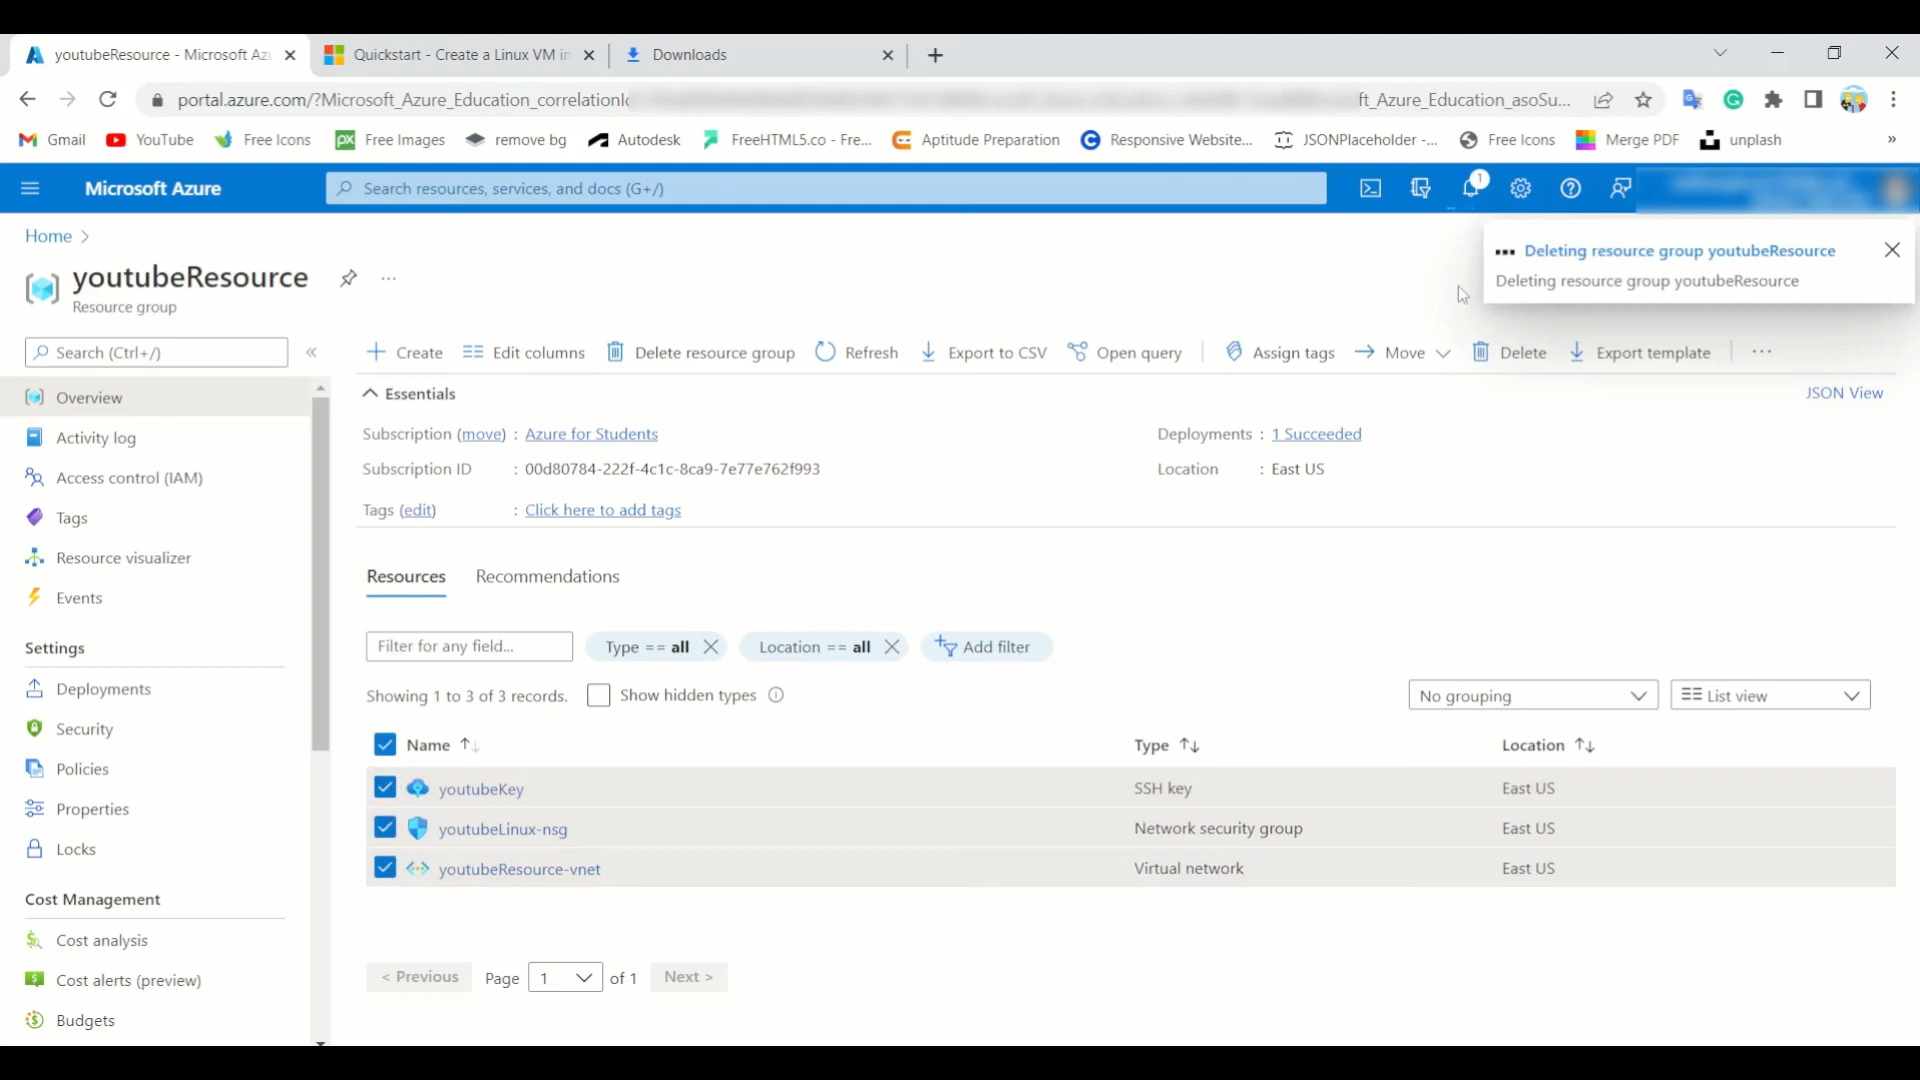 youtubeResource - Microsoft Azu
Quickstart - Create a Linux VM in
Downloads
portal.azure.com/?Microsoft_Azure_Education_correlationId
ft_Azure_Education_asoSu...
Gmail YouTube Free Icons Free Images remove bg Autodesk FreeHTML5.co - Fre... Aptitude Preparation Responsive Website... JSONPlaceholder -... Free Icons Merge PDF unplash »
Microsoft Azure
Search resources, services, and docs (G+/)
1
Home
Deleting resource group youtubeResource
Deleting resource group youtubeResource
youtubeResource
Resource group
Search (Ctrl+/)
«
Create Edit columns Delete resource group Refresh Export to CSV Open query Assign tags Move Delete Export template
Overview
Activity log
Access control (IAM)
Tags
Resource visualizer
Events
Settings
Deployments
Security
Policies
Properties
Locks
Cost Management
Cost analysis
Cost alerts (preview)
Budgets
Essentials
JSON View
Subscription (move) : Azure for Students
Deployments : 1 Succeeded
Subscription ID : 00d80784-222f-4c1c-8ca9-7e77e762f993
Location : East US
Tags (edit) : Click here to add tags
Resources Recommendations
Filter for any field...
Type == all
Location == all
Add filter
Showing 1 to 3 of 3 records.
Show hidden types
No grouping
List view
Name Type Location
youtubeKey SSH key East US
youtubeLinux-nsg Network security group East US
youtubeResource-vnet Virtual network East US
< Previous Page 1 of 1 Next >